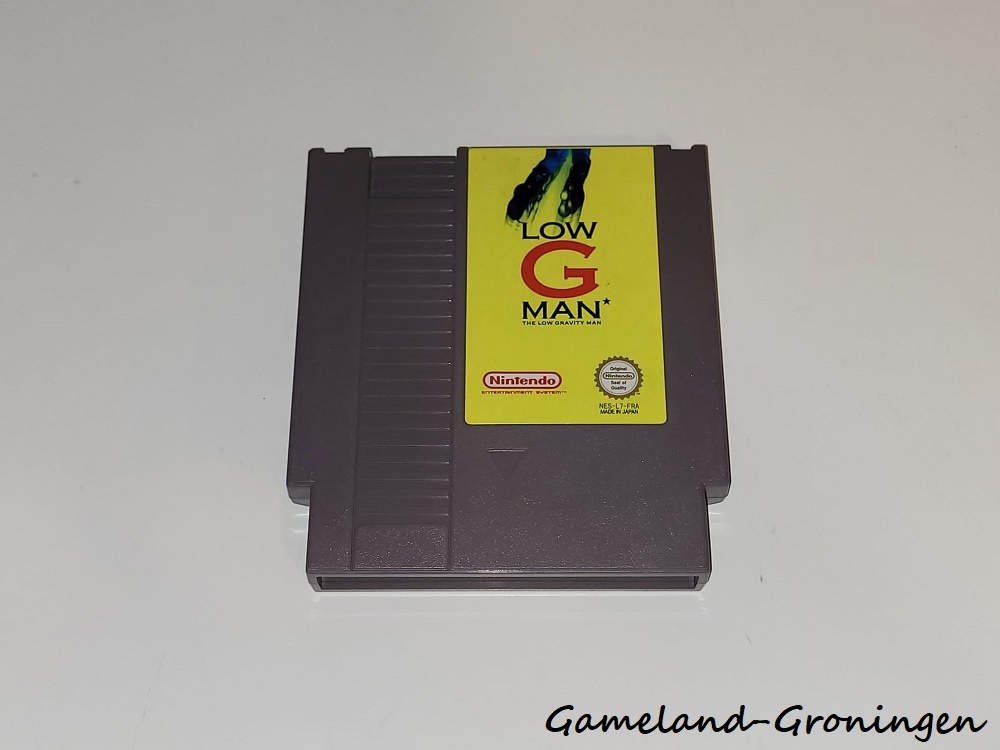 LOW
G
MAN*
THE LOW GRAVITY MAN
Nintendo
ENTERTAINMENT SYSTEM™
Original
Nintendo
Seal of
Quality
NES-L7-FRA
MADE IN JAPAN
Gameland-Groningen